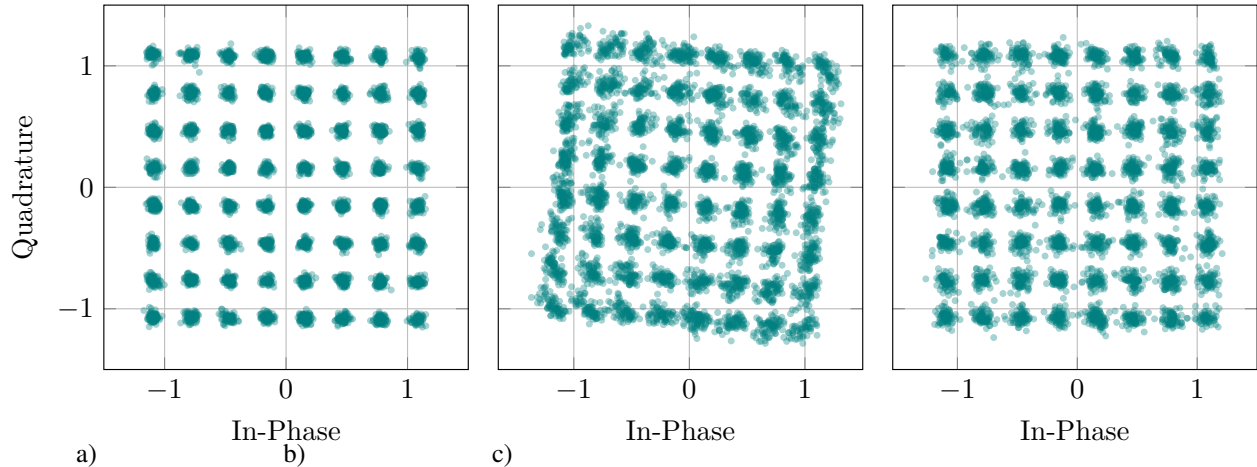 1
0
−1
Quadrature
−1 0 1
−1 0 1
−1 0 1
In-Phase
In-Phase
In-Phase
a) b) c)